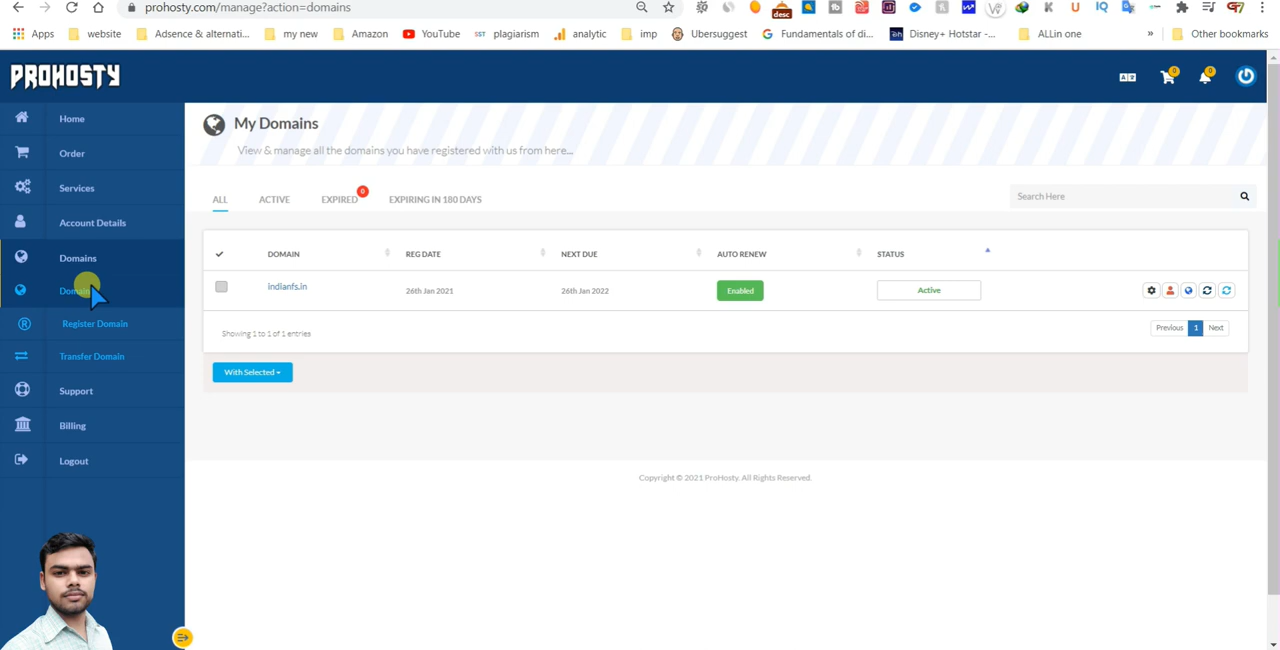 prohosty.com/manage?action=domains
desc
Apps website Adsence & alternati... my new Amazon YouTube SST plagiarism analytic imp Ubersuggest Fundamentals of di... Disney+ Hotstar -... ALLin one » Other bookmarks
PROHOSTY
0 0
Home
Order
Services
Account Details
Domains
Domain
Register Domain
Transfer Domain
Support
Billing
Logout
My Domains
View & manage all the domains you have registered with us from here...
ALL ACTIVE EXPIRED 0 EXPIRING IN 180 DAYS
Search Here
DOMAIN REG DATE NEXT DUE AUTO RENEW STATUS
indianfs.in 26th Jan 2021 26th Jan 2022 Enabled Active
Showing 1 to 1 of 1 entries
Previous 1 Next
With Selected
Copyright © 2021 ProHosty. All Rights Reserved.